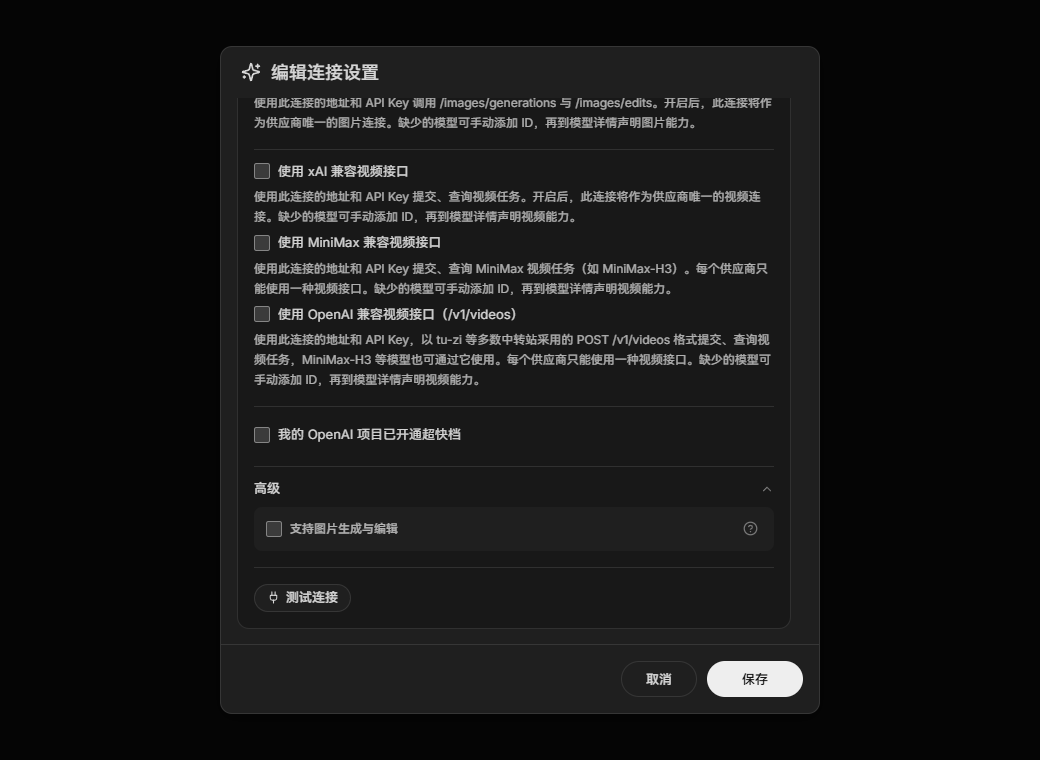 编辑连接设置
使用此连接的地址和 API Key 调用 /images/generations 与 /images/edits。开启后，此连接将作
为供应商唯一的图片连接。缺少的模型可手动添加 ID，再到模型详情声明图片能力。
使用 xAI 兼容视频接口
使用此连接的地址和 API Key 提交、查询视频任务。开启后，此连接将作为供应商唯一的视频连
接。缺少的模型可手动添加 ID，再到模型详情声明视频能力。
使用 MiniMax 兼容视频接口
使用此连接的地址和 API Key 提交、查询 MiniMax 视频任务（如 MiniMax-H3）。每个供应商只
能使用一种视频接口。缺少的模型可手动添加 ID，再到模型详情声明视频能力。
使用 OpenAI 兼容视频接口（/v1/videos）
使用此连接的地址和 API Key，以 tu-zi 等多数中转站采用的 POST /v1/videos 格式提交、查询视
频任务，MiniMax-H3 等模型也可通过它使用。每个供应商只能使用一种视频接口。缺少的模型可
手动添加 ID，再到模型详情声明视频能力。
我的 OpenAI 项目已开通超快档
高级
支持图片生成与编辑
测试连接
取消
保存